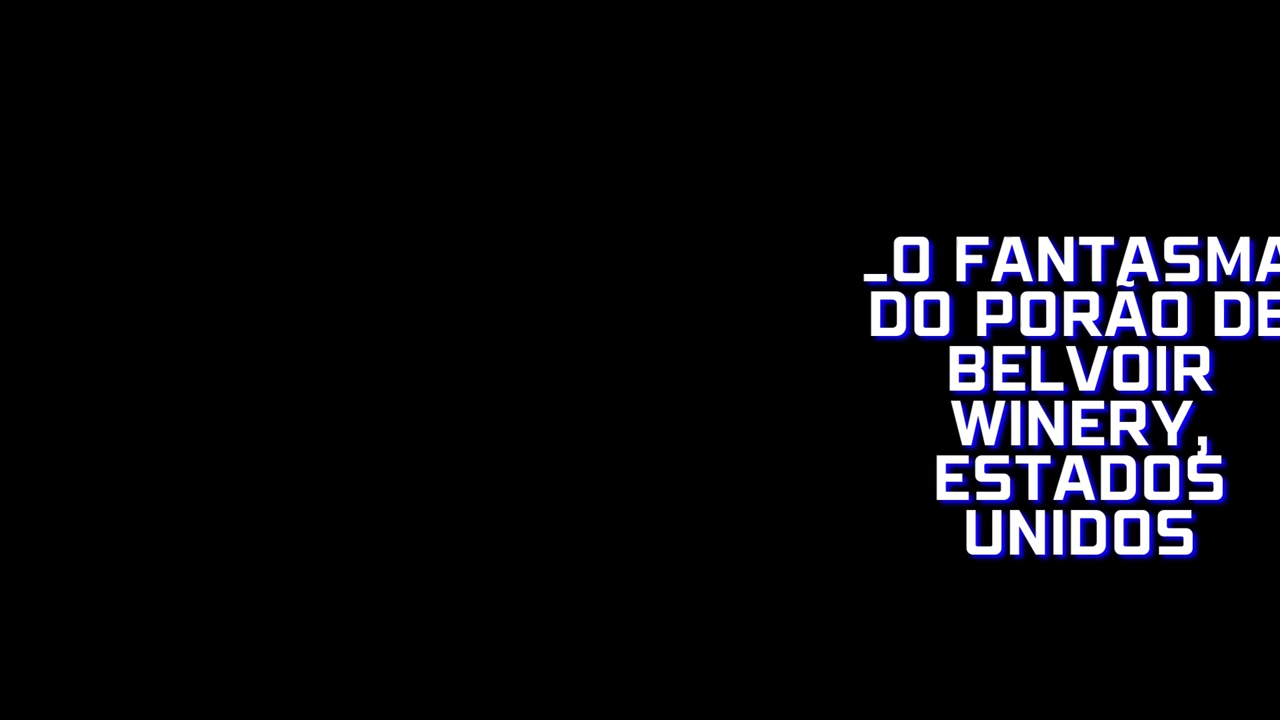 _O FANTASMA
DO PORÃO DE
BELVOIR
WINERY,
ESTADOS
UNIDOS